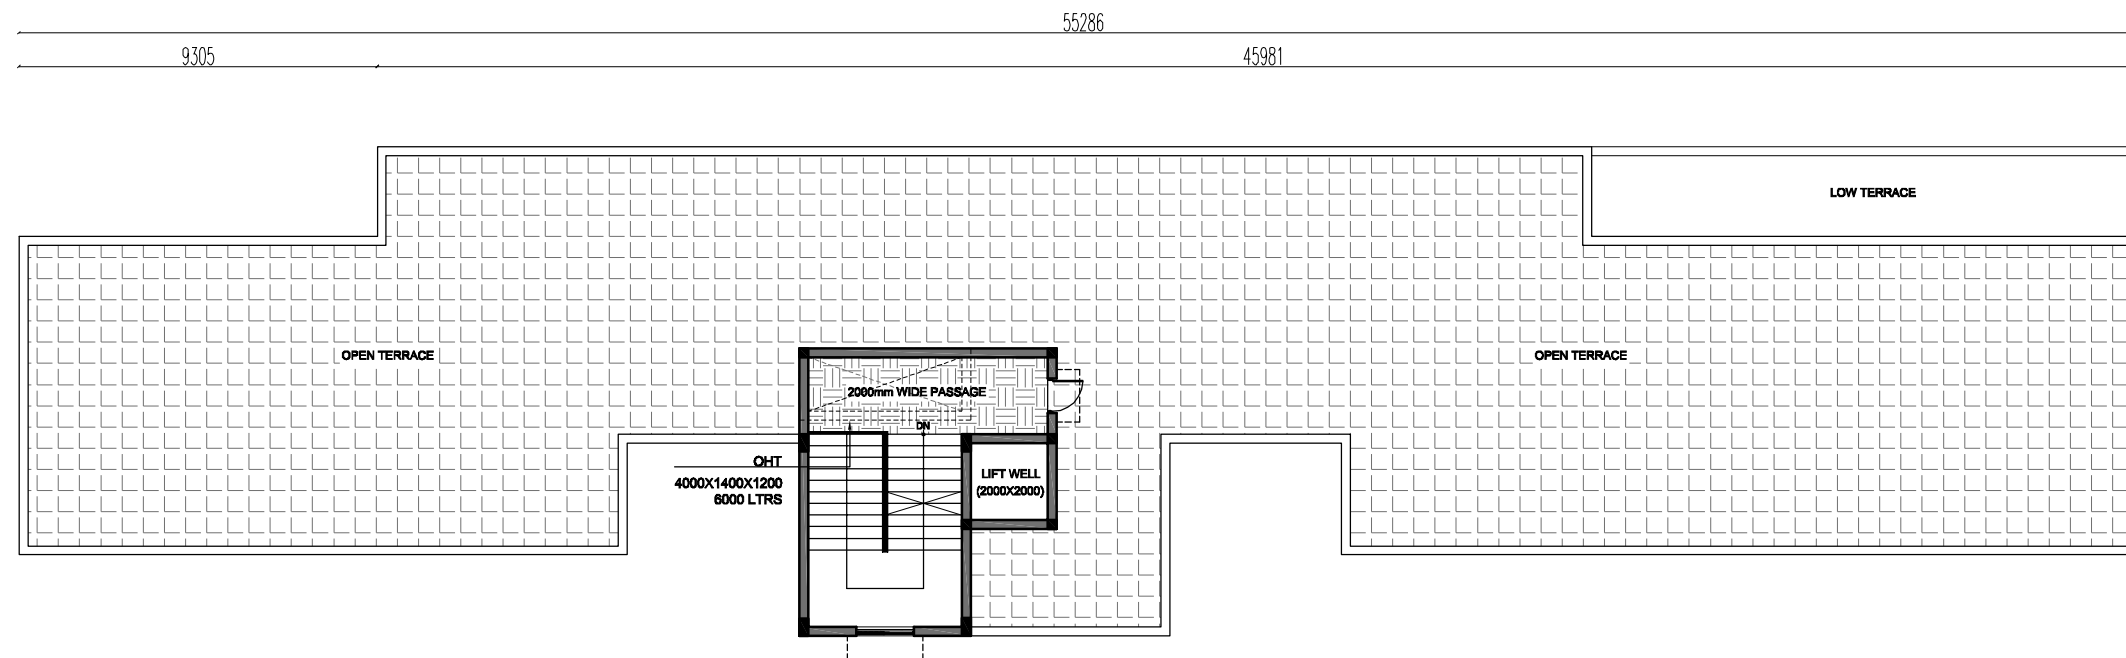 55286
9305
45981
LOW TERRACE
OPEN TERRACE
OPEN TERRACE
2000mm WIDE PASSAGE
DN
OHT
4000X1400X1200
6000 LTRS
LIFT WELL
(2000X2000)